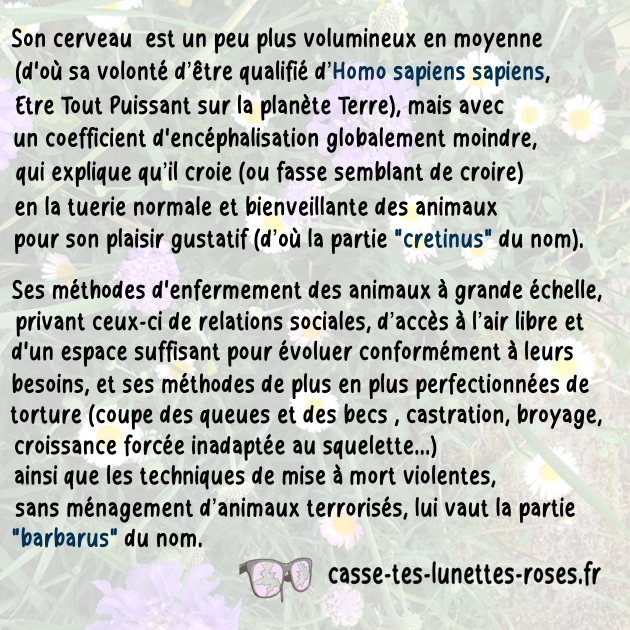 Son cerveau est un peu plus volumineux en moyenne
(d'où sa volonté d'être qualifié d'Homo sapiens sapiens,
Etre Tout Puissant sur la planète Terre), mais avec
un coefficient d'encéphalisation globalement moindre,
qui explique qu'il croie (ou fasse semblant de croire)
en la tuerie normale et bienveillante des animaux
pour son plaisir gustatif (d'où la partie "cretinus" du nom).
Ses méthodes d'enfermement des animaux à grande échelle,
privant ceux-ci de relations sociales, d'accès à l'air libre et
d'un espace suffisant pour évoluer conformément à leurs
besoins, et ses méthodes de plus en plus perfectionnées de
torture (coupe des queues et des becs , castration, broyage,
croissance forcée inadaptée au squelette...)
ainsi que les techniques de mise à mort violentes,
sans ménagement d'animaux terrorisés, lui vaut la partie
"barbarus" du nom.
casse-tes-lunettes-roses.fr